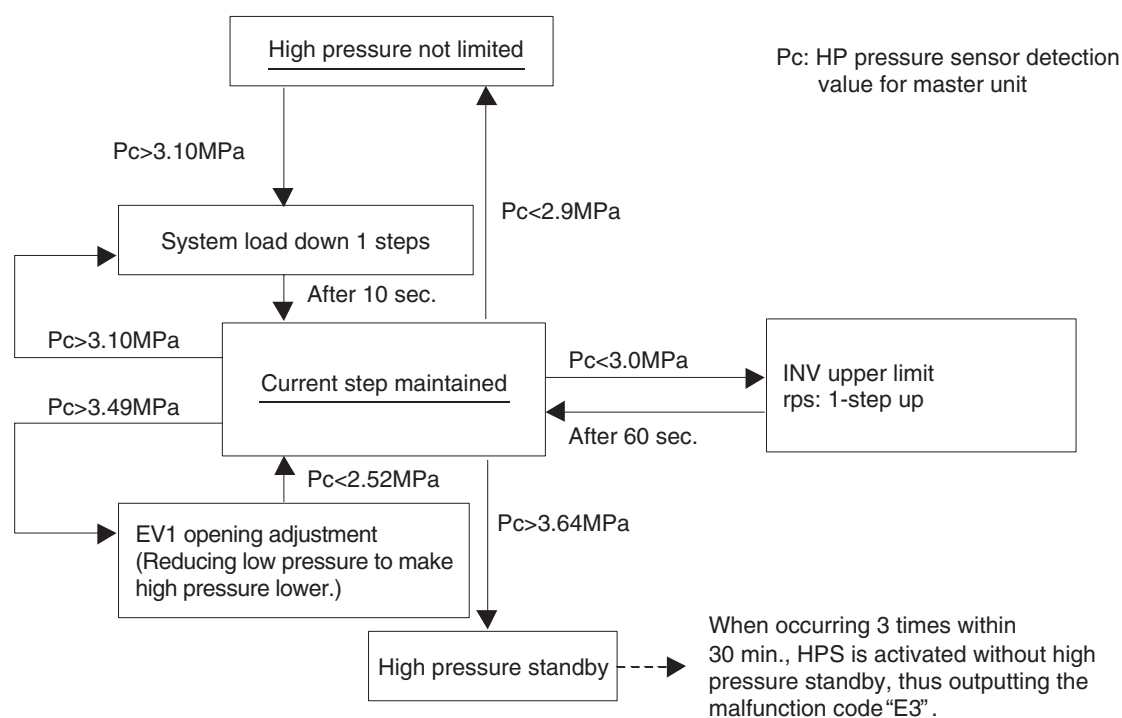 High pressure not limited
Pc: HP pressure sensor detection
value for master unit
Pc>3.10MPa
Pc<2.9MPa
System load down 1 steps
After 10 sec.
Pc>3.10MPa
Pc<3.0MPa
INV upper limit
rps: 1-step up
Current step maintained
Pc>3.49MPa
After 60 sec.
Pc<2.52MPa
Pc>3.64MPa
EV1 opening adjustment
(Reducing low pressure to make
high pressure lower.)
When occurring 3 times within
30 min., HPS is activated without high
pressure standby, thus outputting the
malfunction code “E3” .
High pressure standby